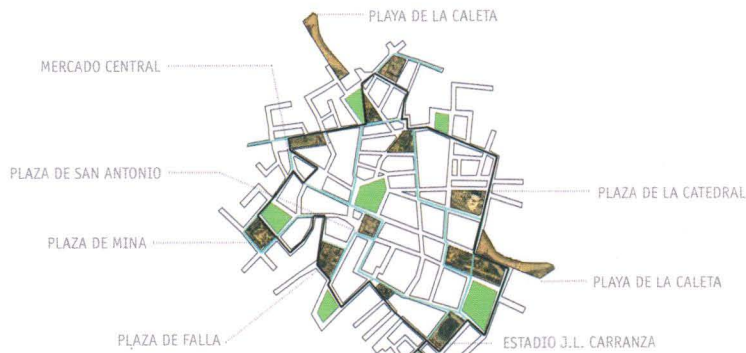 PLAYA DE LA CALETA
MERCADO CENTRAL
PLAZA DE SAN ANTONIO
PLAZA DE LA CATEDRAL
PLAZA DE MINA
PLAYA DE LA CALETA
PLAZA DE FALLA
ESTADIO J.L. CARRANZA